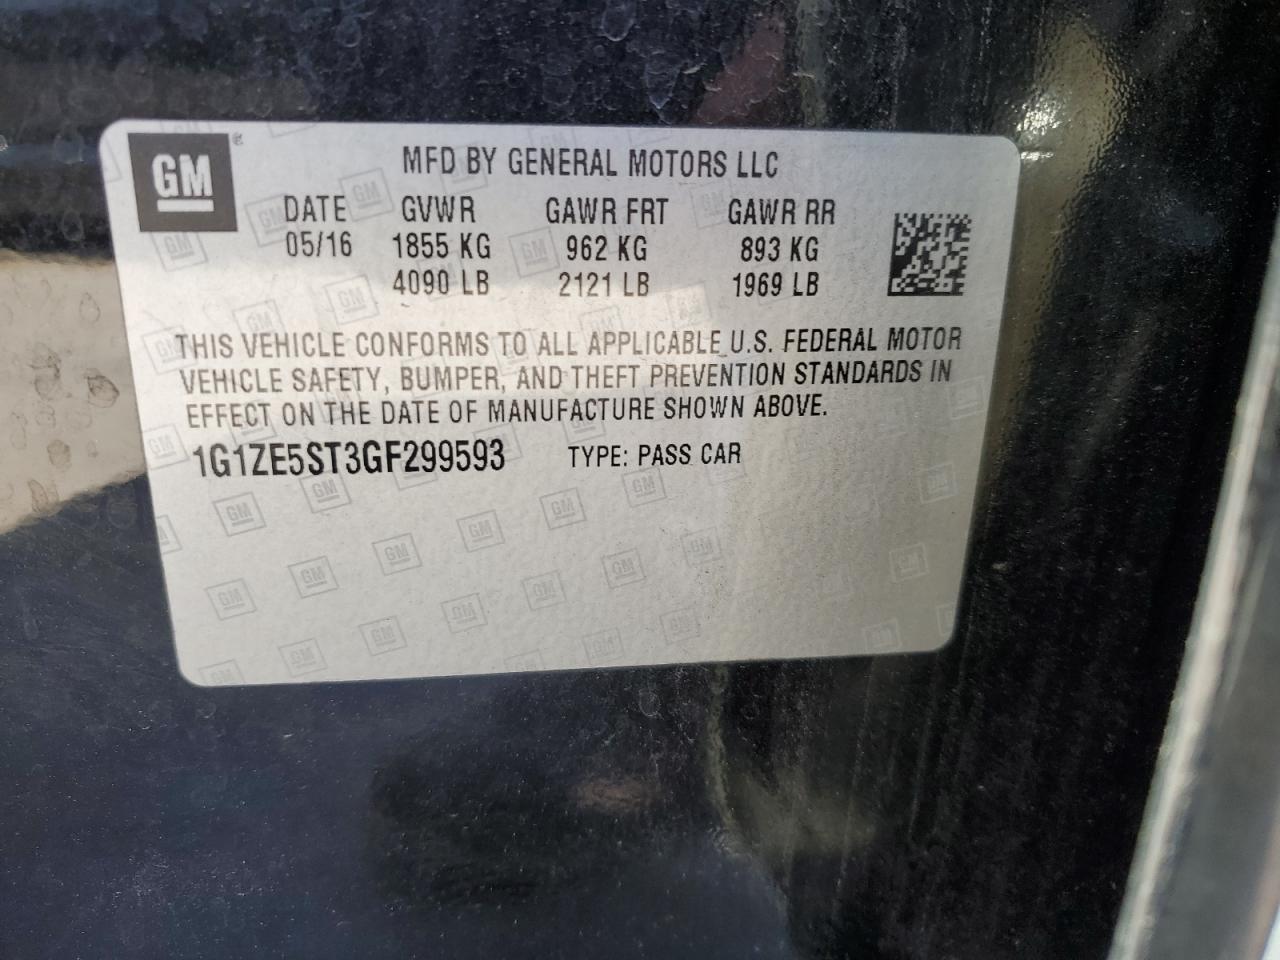 GM®
MFD BY GENERAL MOTORS LLC
DATE GVWR GAWR FRT GAWR RR
05/16 1855 KG 962 KG 893 KG
4090 LB 2121 LB 1969 LB
THIS VEHICLE CONFORMS TO ALL APPLICABLE U.S. FEDERAL MOTOR
VEHICLE SAFETY, BUMPER, AND THEFT PREVENTION STANDARDS IN
EFFECT ON THE DATE OF MANUFACTURE SHOWN ABOVE.
1G1ZE5ST3GF299593 TYPE: PASS CAR